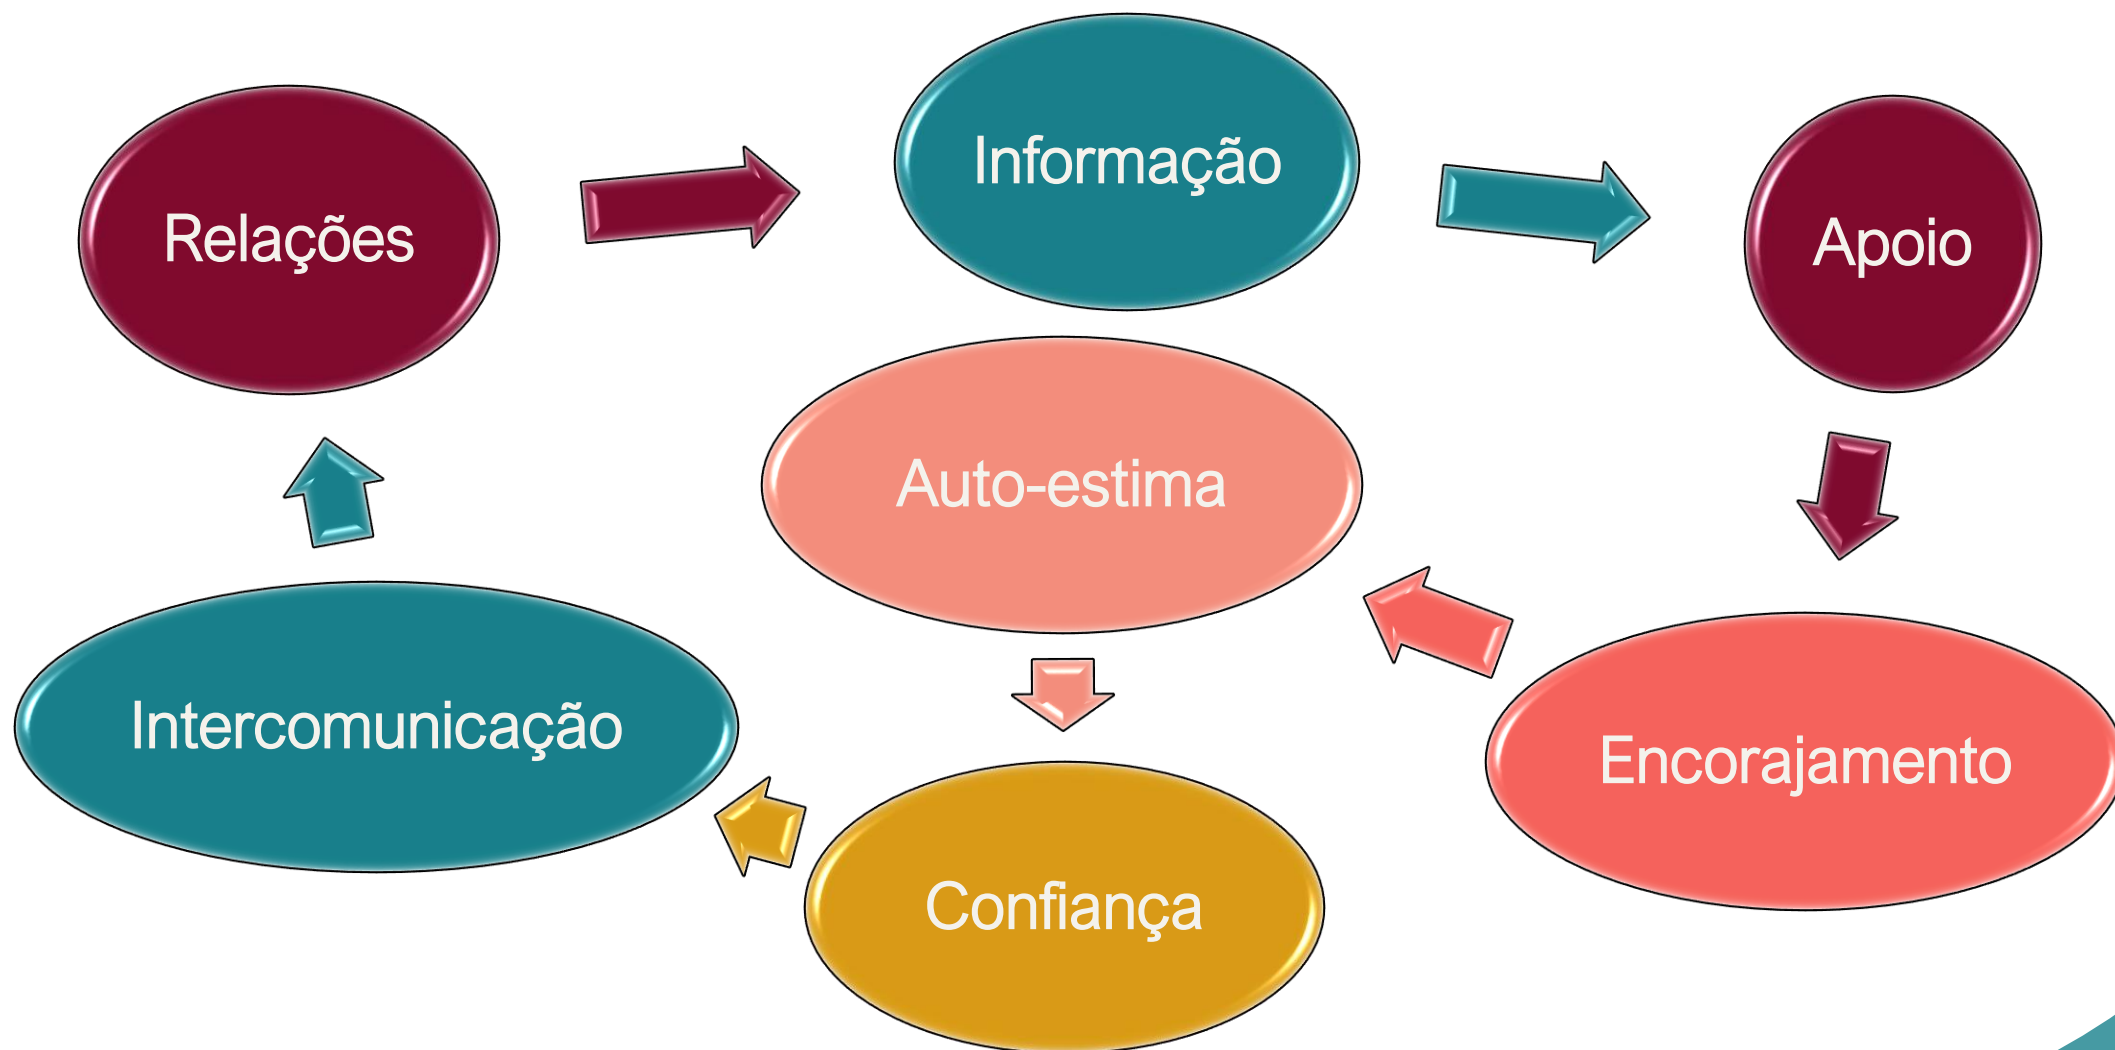 Relações
Informação
Apoio
Auto-estima
Intercomunicação
Encorajamento
Confiança